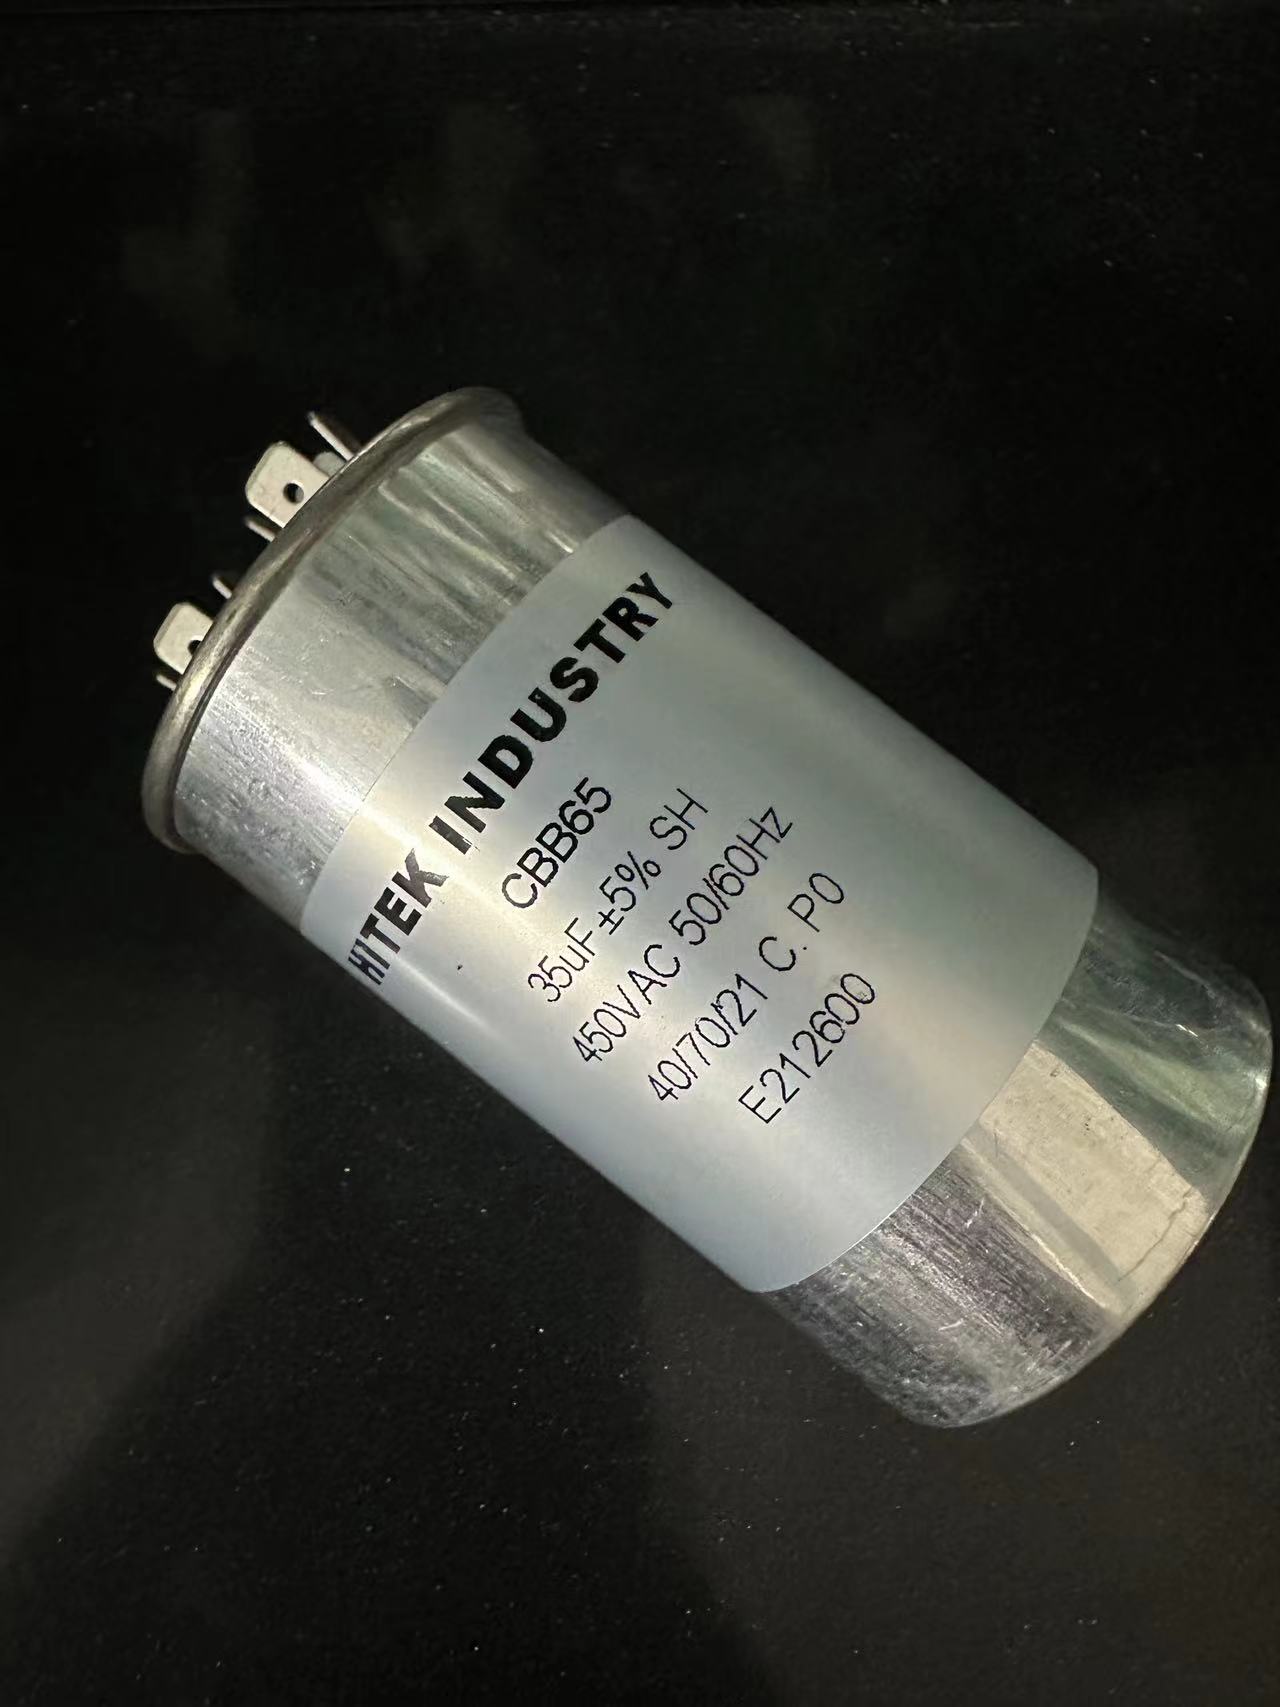 HITEK INDUSTRY
CBB65
35uF±5% SH
450VAC 50/60Hz
40/70/21 C. P0
E212600